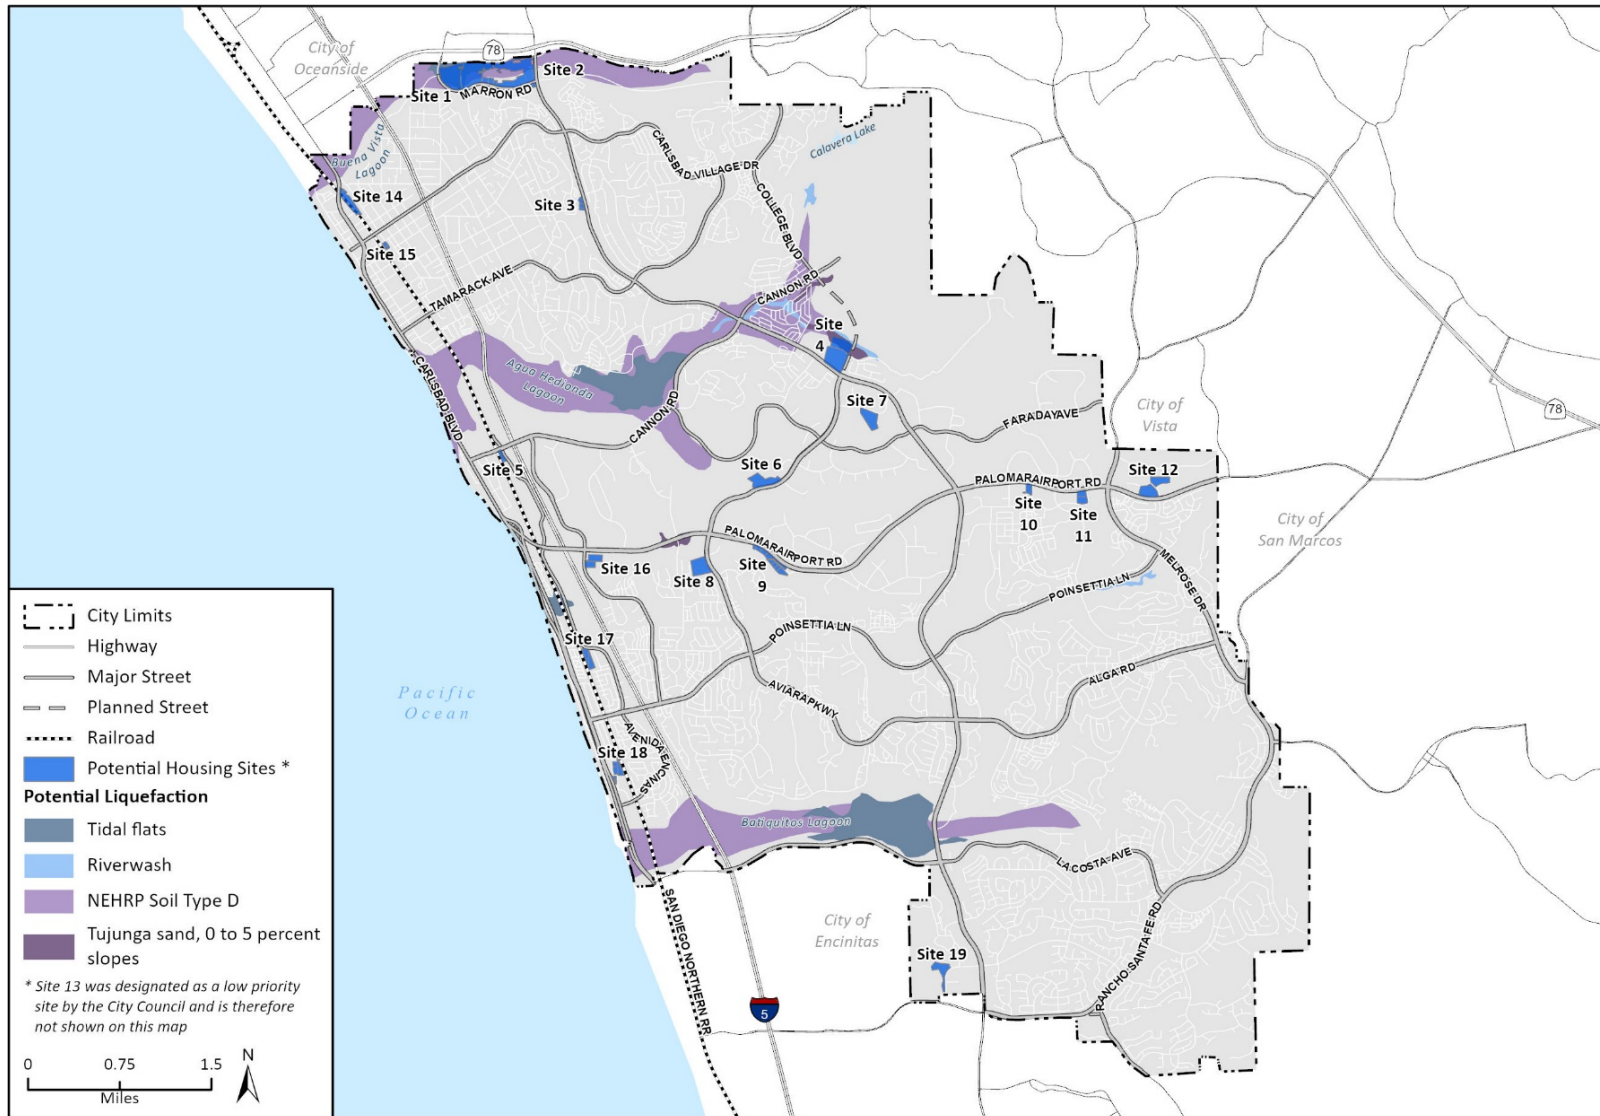 City of
Oceanside
78
Site 1
Site 2
MARRON RD
Buena Vista
Lagoon
CARLSBAD VILLAGE DR
Calavera Lake
COLLEGE BLVD
Site 14
Site 3
Site 15
TAMARACK AVE
CANNON RD
Site
4
Agua Hedionda
Lagoon
CARLSBAD BLVD
CANNON RD
Site 7
FARADAY AVE
City of
Vista
78
Site 5
Site 6
PALOMAR AIRPORT RD
Site 12
Site
10
Site
11
City of
San Marcos
PALOMAR AIRPORT RD
Site 16
Site 8
Site
9
MELROSE DR
POINSETTIA LN
Site 17
POINSETTIA LN
ALGA RD
AVIARA PKWY
Pacific
Ocean
AVENIDA ENCINAS
Site 18
Batiquitos Lagoon
LA COSTA AVE
SAN DIEGO NORTHERN RR
City of
Encinitas
RANCHO SANTA FE RD
Site 19
5
City Limits
Highway
Major Street
Planned Street
Railroad
Potential Housing Sites *
Potential Liquefaction
Tidal flats
Riverwash
NEHRP Soil Type D
Tujunga sand, 0 to 5 percent
slopes
* Site 13 was designated as a low priority
site by the City Council and is therefore
not shown on this map
0 0.75 1.5
Miles
N